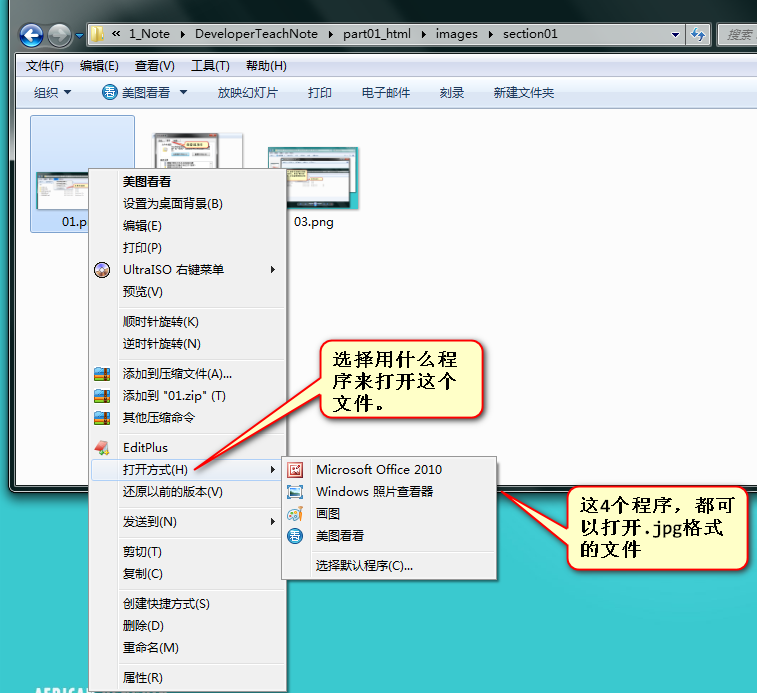 « 1_Note ▸ DeveloperTeachNote ▸ part01_html ▸ images ▸ section01
搜索
文件(F) 编辑(E) 查看(V) 工具(T) 帮助(H)
组织 美图看看 放映幻灯片 打印 电子邮件 刻录 新建文件夹
01.p
03.png
美图看看
设置为桌面背景(B)
编辑(E)
打印(P)
UltraISO 右键菜单
预览(V)
顺时针旋转(K)
逆时针旋转(N)
添加到压缩文件(A)...
添加到 "01.zip" (T)
其他压缩命令
EditPlus
打开方式(H)
还原以前的版本(V)
发送到(N)
剪切(T)
复制(C)
创建快捷方式(S)
删除(D)
重命名(M)
属性(R)
选择用什么程
序来打开这个
文件。
Microsoft Office 2010
Windows 照片查看器
画图
美图看看
选择默认程序(C)...
这4个程序，都可
以打开.jpg格式
的文件